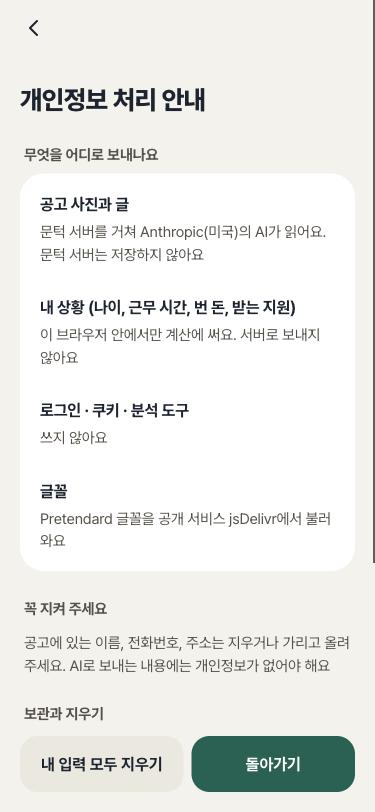 개인정보 처리 안내
무엇을 어디로 보내나요
공고 사진과 글
문턱 서버를 거쳐 Anthropic(미국)의 AI가 읽어요.
문턱 서버는 저장하지 않아요
내 상황 (나이, 근무 시간, 번 돈, 받는 지원)
이 브라우저 안에서만 계산에 써요. 서버로 보내지
않아요
로그인 · 쿠키 · 분석 도구
쓰지 않아요
글꼴
Pretendard 글꼴을 공개 서비스 jsDelivr에서 불러
와요
꼭 지켜 주세요
공고에 있는 이름, 전화번호, 주소는 지우거나 가리고 올려
주세요. AI로 보내는 내용에는 개인정보가 없어야 해요
보관과 지우기
내 입력 모두 지우기
돌아가기